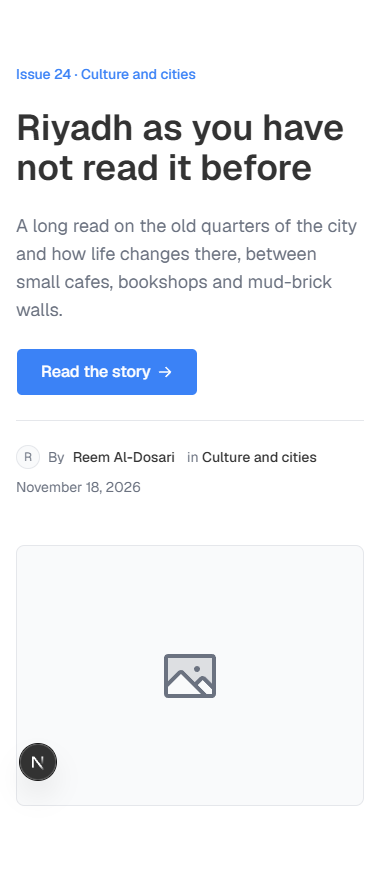 Issue 24 · Culture and cities
Riyadh as you have
not read it before
A long read on the old quarters of the city
and how life changes there, between
small cafes, bookshops and mud-brick
walls.
Read the story →
R By Reem Al-Dosari in Culture and cities
November 18, 2026
N